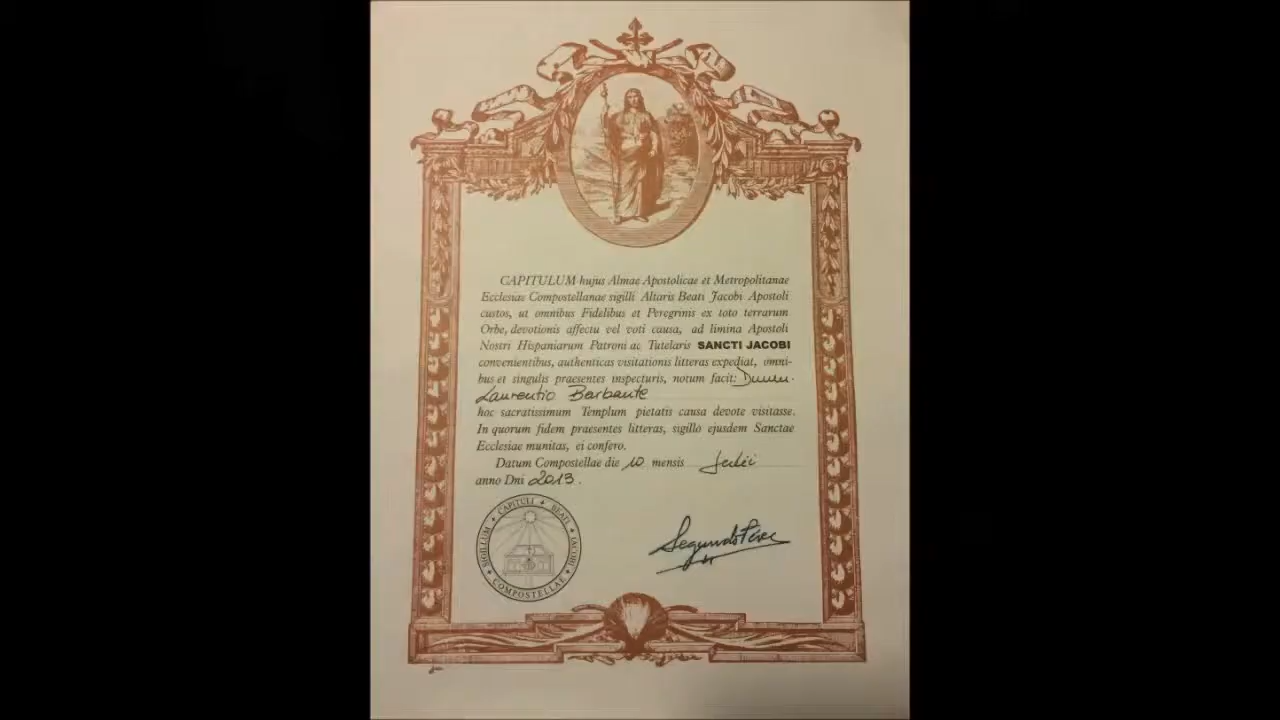 CAPITULUM hujus Almae Apostolicae et Metropolitanae
Ecclesiae Compostellanae sigilli Altaris Beati Jacobi Apostoli
custos, ut omnibus Fidelibus et Peregrinis ex toto terrarum
Orbe, devotionis affectu vel voti causa, ad limina Apostoli
Nostri Hispaniarum Patroni ac Tutelaris SANCTI JACOBI
convenientibus, authenticas visitationis litteras expediat, omni-
bus et singulis praesentes inspecturis, notum facit:
Laurentio Barbante
hoc sacratissimum Templum pietatis causa devote visitasse.
In quorum fidem praesentes litteras, sigillo ejusdem Sanctae
Ecclesiae munitas, ei confero.
Datum Compostellae die 10 mensis Julii
anno Dni 2013.
SIGILLUM ✦ CAPITULI ✦ BEATI ✦ JACOBI ✦ COMPOSTELLAE ✦
Segundo Pérez